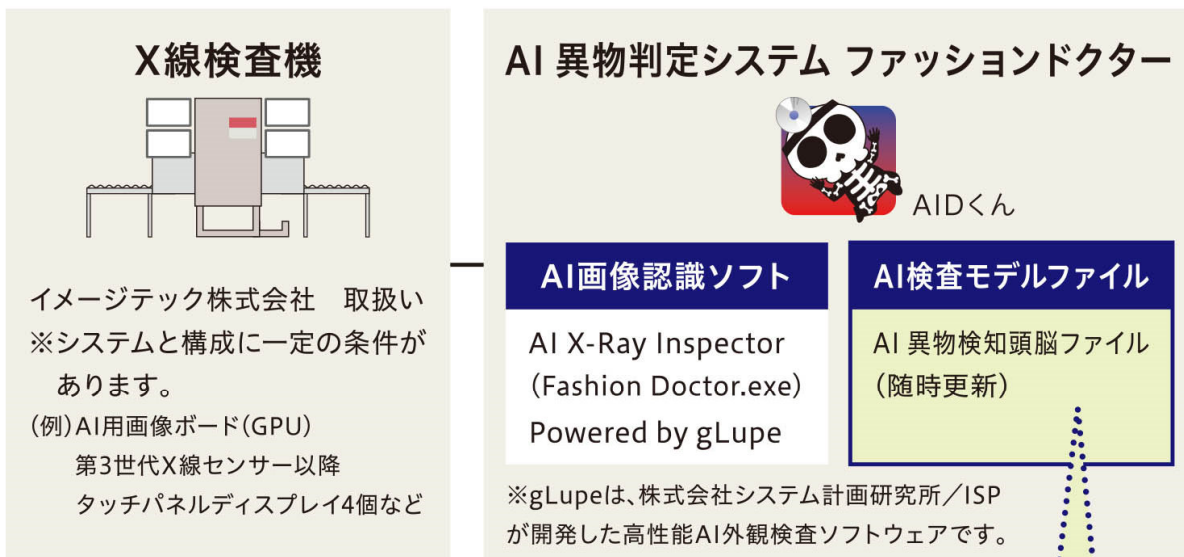 X線検査機
イメージテック株式会社　取扱い
※システムと構成に一定の条件が
あります。
(例)AI用画像ボード(GPU)
第3世代X線センサー以降
タッチパネルディスプレイ4個など
AI 異物判定システム ファッションドクター
AIDくん
AI画像認識ソフト
AI X-Ray Inspector
(Fashion Doctor.exe)
Powered by gLupe
AI検査モデルファイル
AI 異物検知頭脳ファイル
(随時更新)
※gLupeは、株式会社システム計画研究所／ISP
が開発した高性能AI外観検査ソフトウェアです。